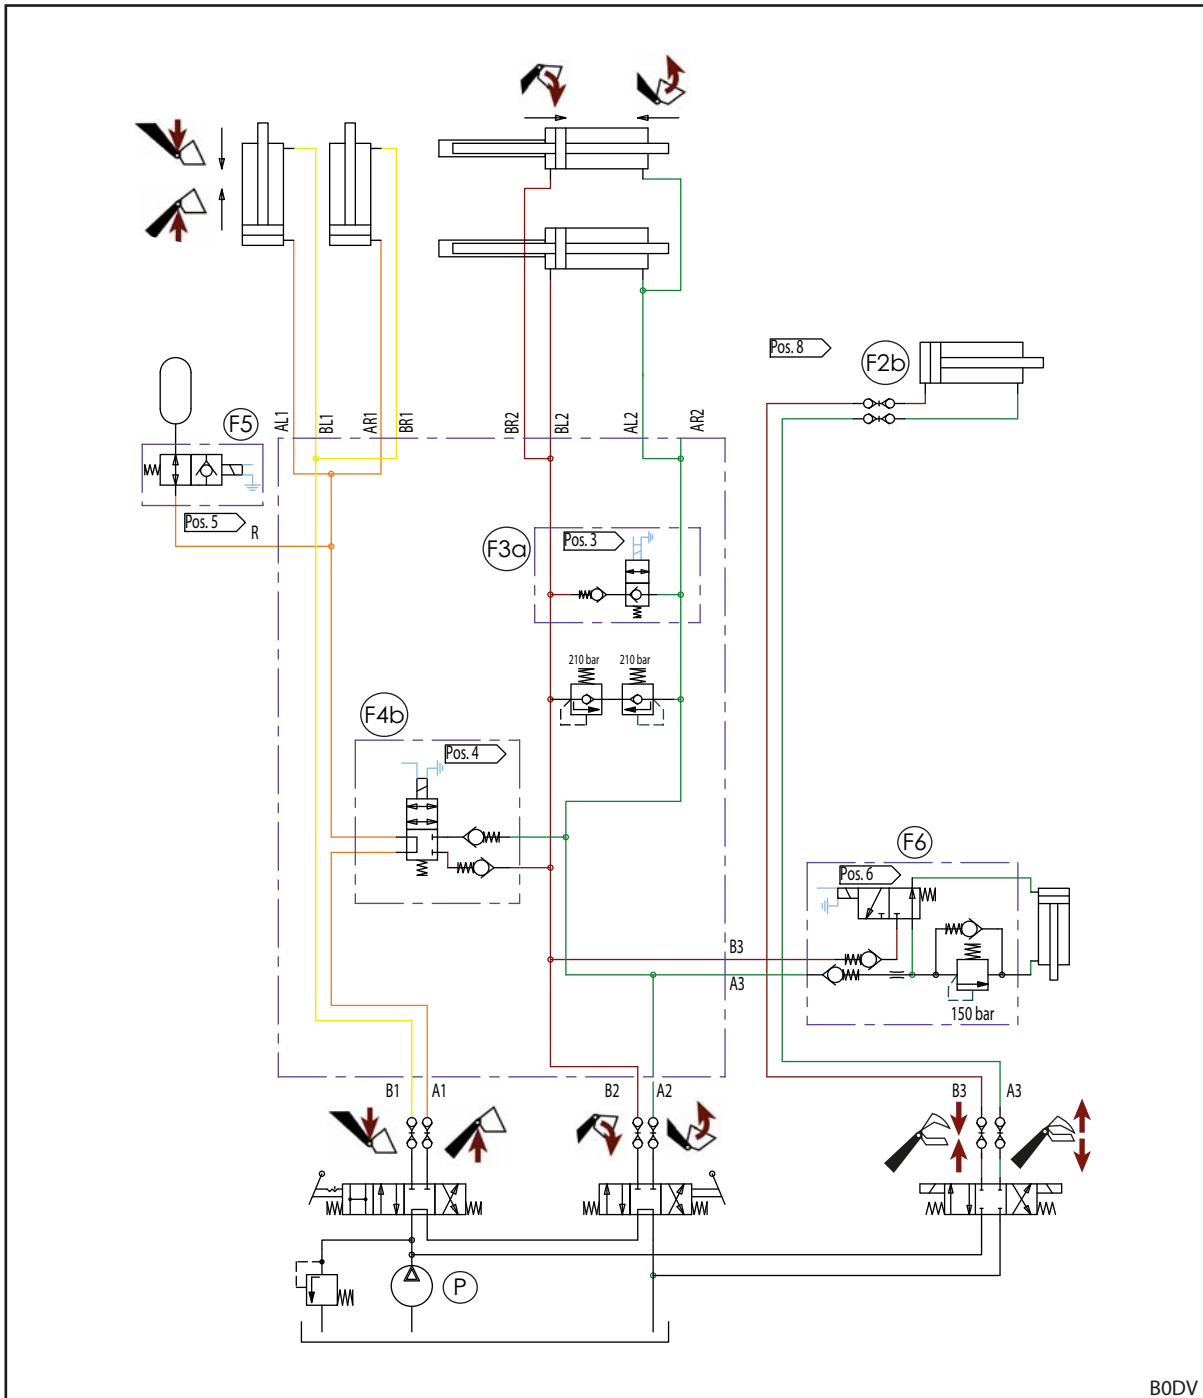 Pos. 8
F2b
F5
AL1
BL1
AR1
BR1
BR2
BL2
AL2
AR2
Pos. 5
R
F3a
Pos. 3
210 bar
210 bar
F4b
Pos. 4
F6
Pos. 6
B3
A3
150 bar
B1
A1
B2
A2
B3
A3
P
B0DV